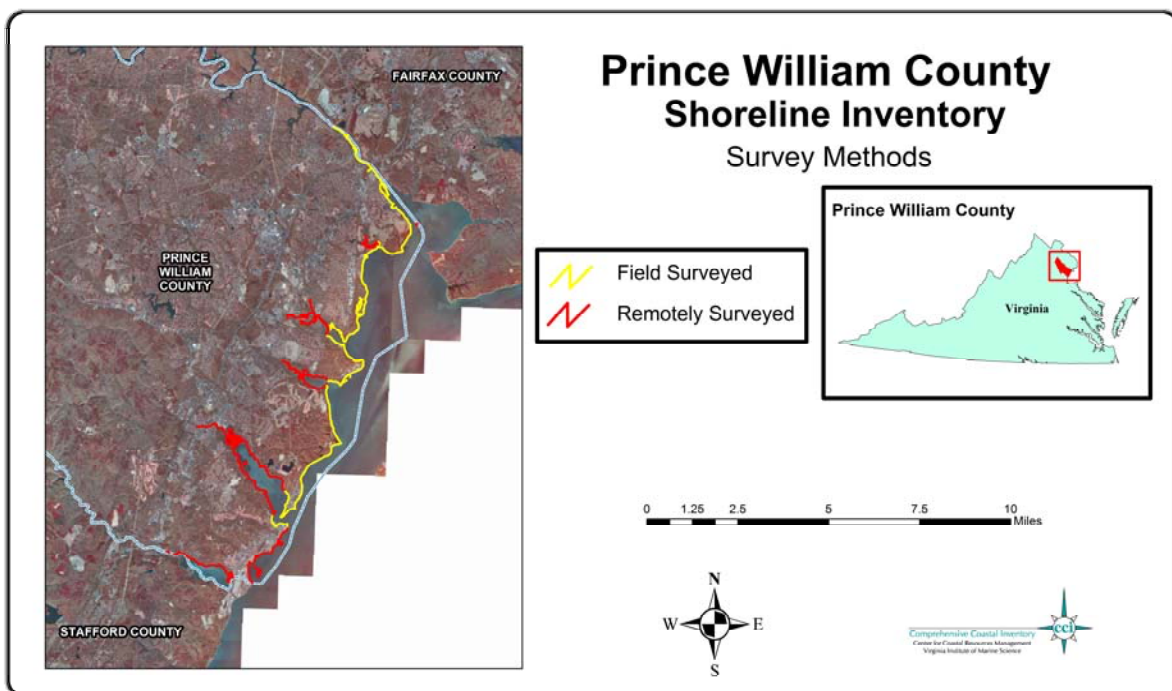 Prince William County
Shoreline Inventory
Survey Methods
FAIRFAX COUNTY
PRINCE
WILLIAM
COUNTY
STAFFORD COUNTY
Field Surveyed
Remotely Surveyed
Prince William County
Virginia
0 1.25 2.5 5 7.5 10
Miles
N
W E
S
Comprehensive Coastal Inventory
Center for Coastal Resources Management
Virginia Institute of Marine Science
cci